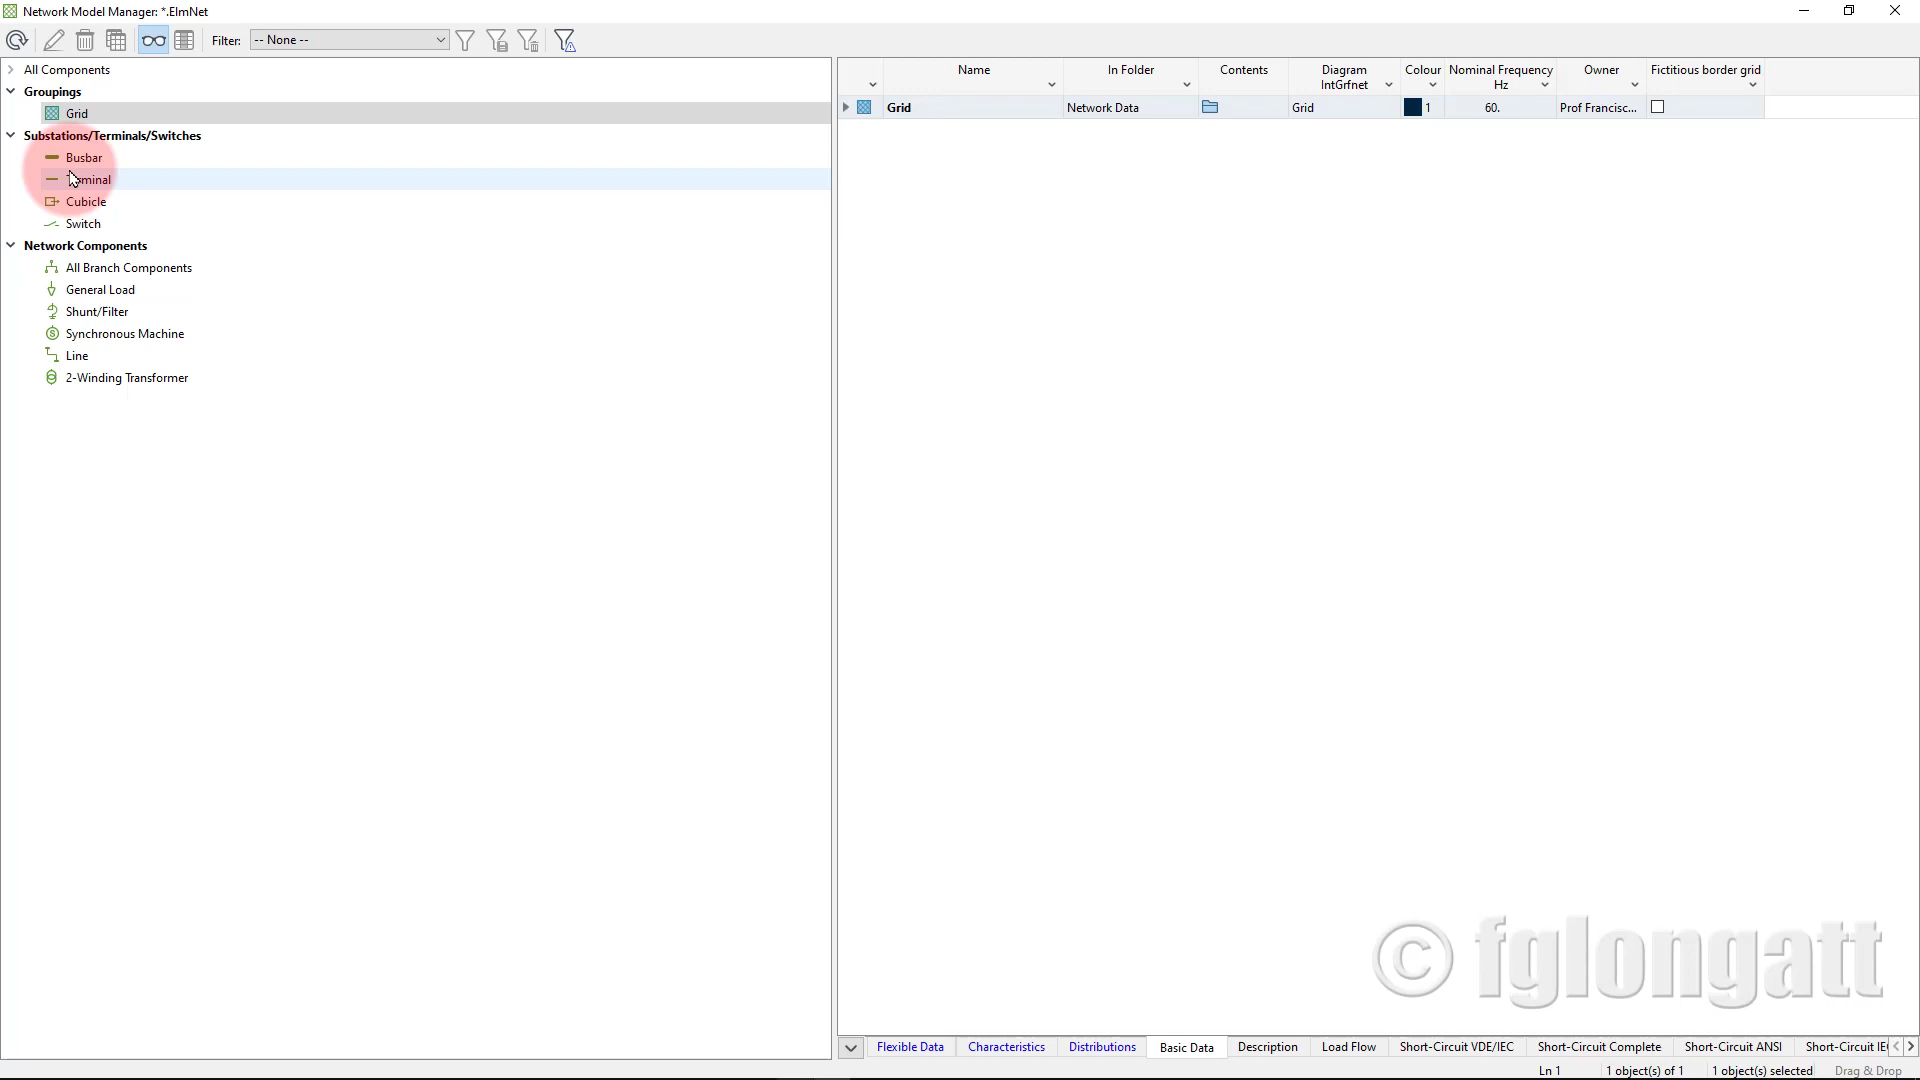 Network Model Manager: *.ElmNet
Filter: -- None --
All Components
Groupings
Grid
Substations/Terminals/Switches
Busbar
Terminal
Cubicle
Switch
Network Components
All Branch Components
General Load
Shunt/Filter
Synchronous Machine
Line
2-Winding Transformer
Name In Folder Contents Diagram Colour Nominal Frequency Owner Fictitious border grid
IntGrfnet Hz
Grid Network Data Grid 1 60. Prof Francisc...
© fglongatt
Flexible Data Characteristics Distributions Basic Data Description Load Flow Short-Circuit VDE/IEC Short-Circuit Complete Short-Circuit ANSI Short-Circuit IE
Ln 1 1 object(s) of 1 1 object(s) selected Drag & Drop